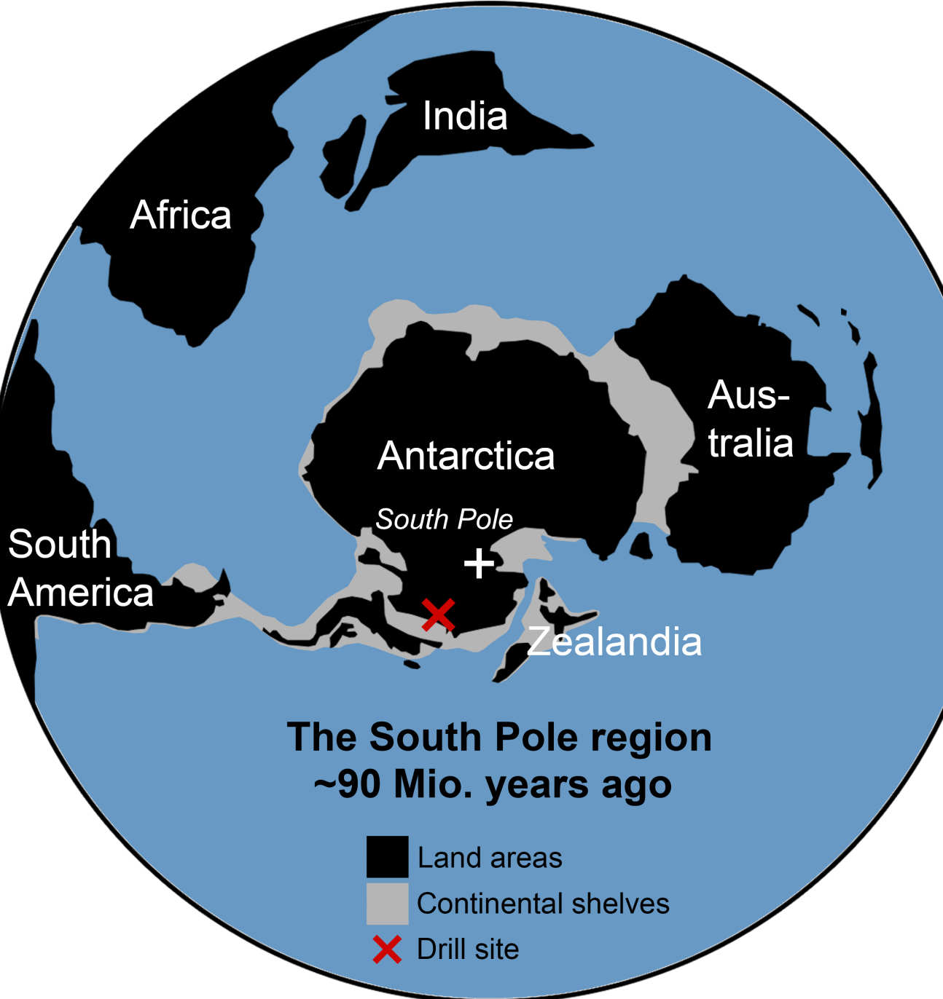 India
Africa
Aus-
tralia
Antarctica
South Pole
South
America
Zealandia
The South Pole region
~90 Mio. years ago
Land areas
Continental shelves
Drill site